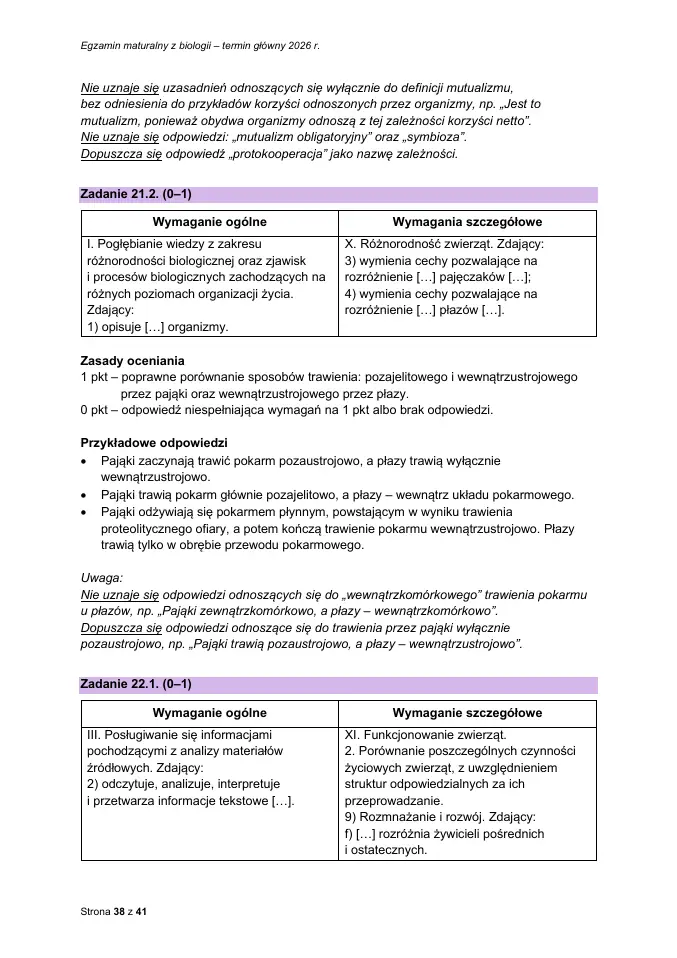 Egzamin maturalny z biologii – termin główny 2026 r.
Nie uznaje się uzasadnień odnoszących się wyłącznie do definicji mutualizmu,
bez odniesienia do przykładów korzyści odnoszonych przez organizmy, np. „Jest to
mutualizm, ponieważ obydwa organizmy odnoszą z tej zależności korzyści netto”.
Nie uznaje się odpowiedzi: „mutualizm obligatoryjny” oraz „symbioza”.
Dopuszcza się odpowiedź „protokooperacja” jako nazwę zależności.
Zadanie 21.2. (0–1)
Wymaganie ogólne
Wymagania szczegółowe
I. Pogłębianie wiedzy z zakresu
różnorodności biologicznej oraz zjawisk
i procesów biologicznych zachodzących na
różnych poziomach organizacji życia.
Zdający:
1) opisuje […] organizmy.
X. Różnorodność zwierząt. Zdający:
3) wymienia cechy pozwalające na
rozróżnienie […] pajęczaków […];
4) wymienia cechy pozwalające na
rozróżnienie […] płazów […].
Zasady oceniania
1 pkt – poprawne porównanie sposobów trawienia: pozajelitowego i wewnątrzustrojowego
przez pająki oraz wewnątrzustrojowego przez płazy.
0 pkt – odpowiedź niespełniająca wymagań na 1 pkt albo brak odpowiedzi.
Przykładowe odpowiedzi
• Pająki zaczynają trawić pokarm pozaustrojowo, a płazy trawią wyłącznie
wewnątrzustrojowo.
• Pająki trawią pokarm głównie pozajelitowo, a płazy – wewnątrz układu pokarmowego.
• Pająki odżywiają się pokarmem płynnym, powstającym w wyniku trawienia
proteolitycznego ofiary, a potem kończą trawienie pokarmu wewnątrzustrojowo. Płazy
trawią tylko w obrębie przewodu pokarmowego.
Uwaga:
Nie uznaje się odpowiedzi odnoszących się do „wewnątrzkomórkowego” trawienia pokarmu
u płazów, np. „Pająki zewnątrzkomórkowo, a płazy – wewnątrzkomórkowo”.
Dopuszcza się odpowiedzi odnoszące się do trawienia przez pająki wyłącznie
pozaustrojowo, np. „Pająki trawią pozaustrojowo, a płazy – wewnątrzustrojowo”.
Zadanie 22.1. (0–1)
Wymaganie ogólne
Wymaganie szczegółowe
III. Posługiwanie się informacjami
pochodzącymi z analizy materiałów
źródłowych. Zdający:
2) odczytuje, analizuje, interpretuje
i przetwarza informacje tekstowe […].
XI. Funkcjonowanie zwierząt.
2. Porównanie poszczególnych czynności
życiowych zwierząt, z uwzględnieniem
struktur odpowiedzialnych za ich
przeprowadzanie.
9) Rozmnażanie i rozwój. Zdający:
f) […] rozróżnia żywicieli pośrednich
i ostatecznych.
Strona 38 z 41